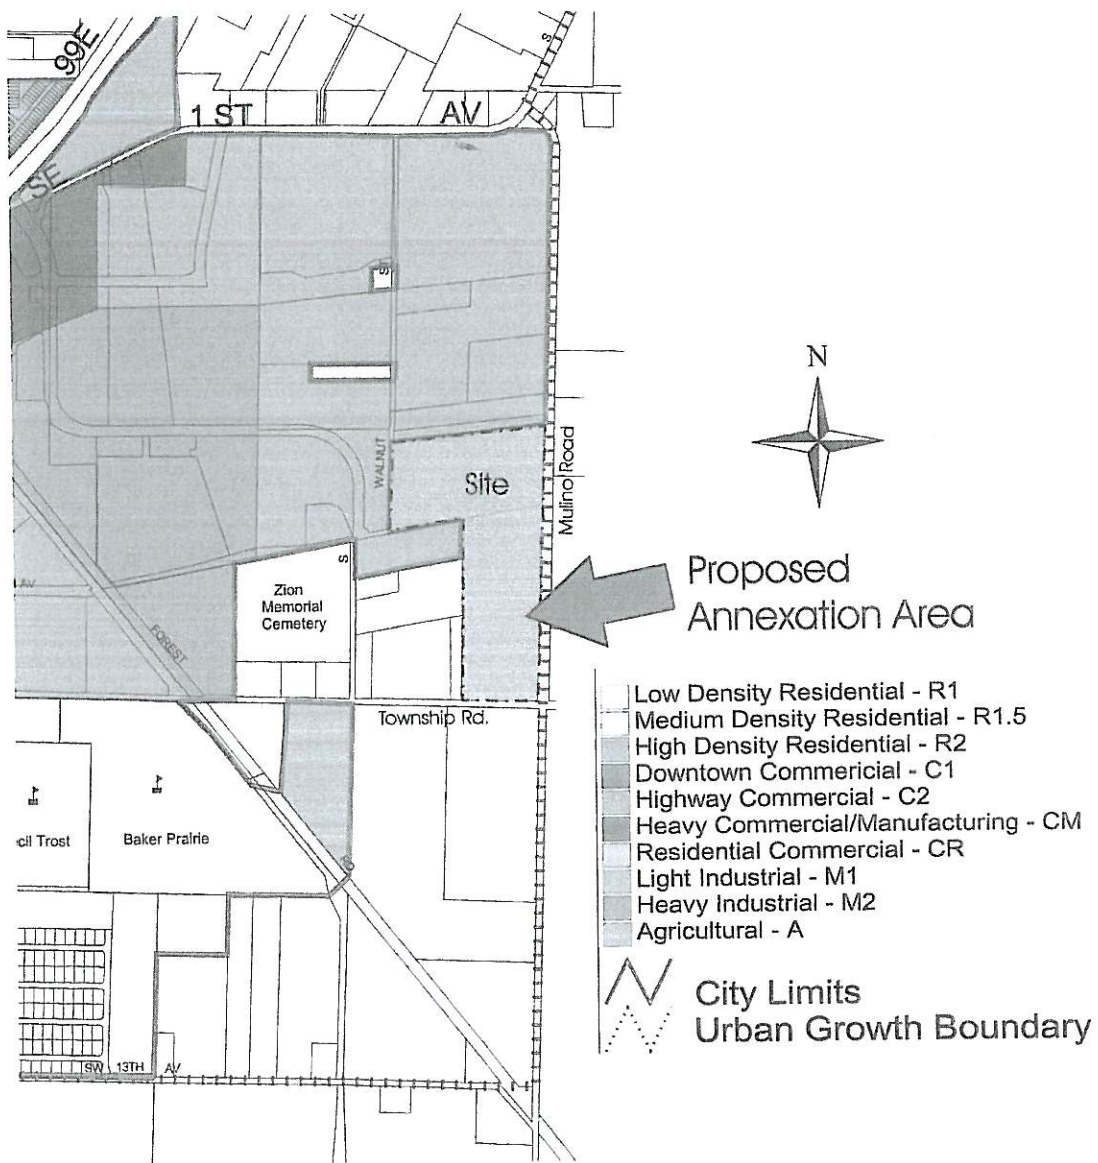 99E
S
1 ST AV
SE
ST
WALNUT
Site
Mulino Road
N
S
Proposed
Annexation Area
Zion
Memorial
Cemetery
AV
FOREST
Township Rd.
Low Density Residential - R1
Medium Density Residential - R1.5
High Density Residential - R2
Downtown Commericial - C1
Highway Commercial - C2
Heavy Commercial/Manufacturing - CM
Residential Commercial - CR
Light Industrial - M1
Heavy Industrial - M2
Agricultural - A
cil Trost
Baker Prairie
City Limits
Urban Growth Boundary
SW 13TH AV